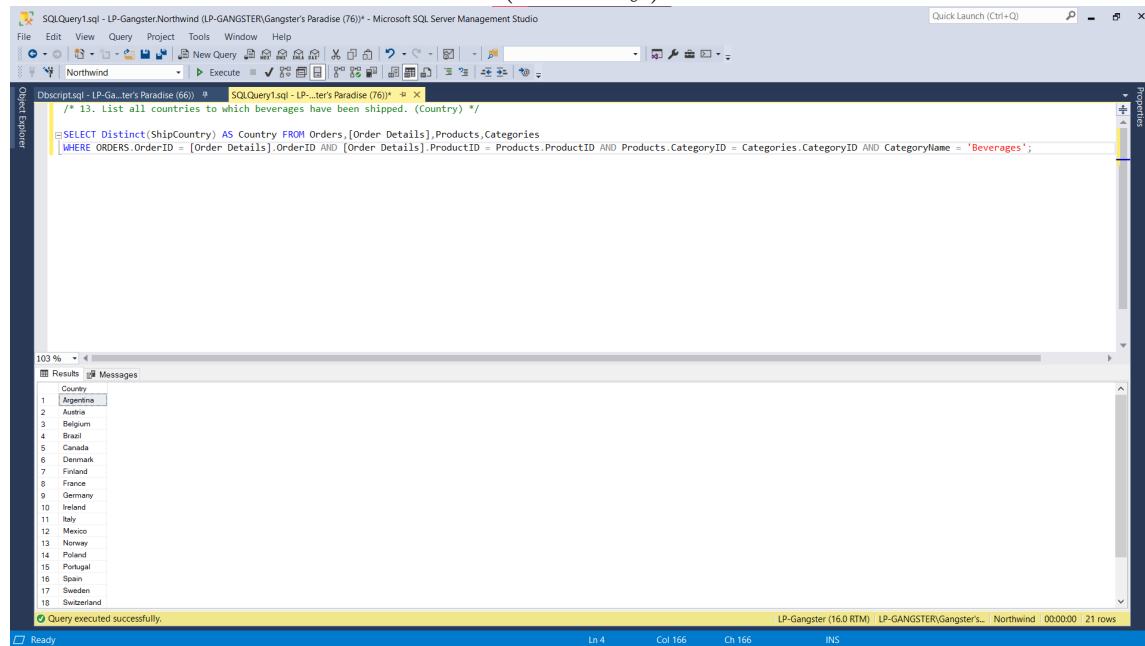 SQLQuery1.sql - LP-Gangster.Northwind (LP-GANGSTER\Gangster's Paradise (76))* - Microsoft SQL Server Management Studio
Quick Launch (Ctrl+Q)
File Edit View Query Project Tools Window Help
New Query
Northwind
Execute
Object Explorer
Properties
Dbscript.sql - LP-Ga...ter's Paradise (66))
SQLQuery1.sql - LP-...ter's Paradise (76))*
/* 13. List all countries to which beverages have been shipped. (Country) */
SELECT Distinct(ShipCountry) AS Country FROM Orders,[Order Details],Products,Categories
WHERE ORDERS.OrderID = [Order Details].OrderID AND [Order Details].ProductID = Products.ProductID AND Products.CategoryID = Categories.CategoryID AND CategoryName = 'Beverages';
103 %
Results Messages
Country
1 Argentina
2 Austria
3 Belgium
4 Brazil
5 Canada
6 Denmark
7 Finland
8 France
9 Germany
10 Ireland
11 Italy
12 Mexico
13 Norway
14 Poland
15 Portugal
16 Spain
17 Sweden
18 Switzerland
Query executed successfully.
LP-Gangster (16.0 RTM) LP-GANGSTER\Gangster's... Northwind 00:00:00 21 rows
Ready Ln 4 Col 166 Ch 166 INS